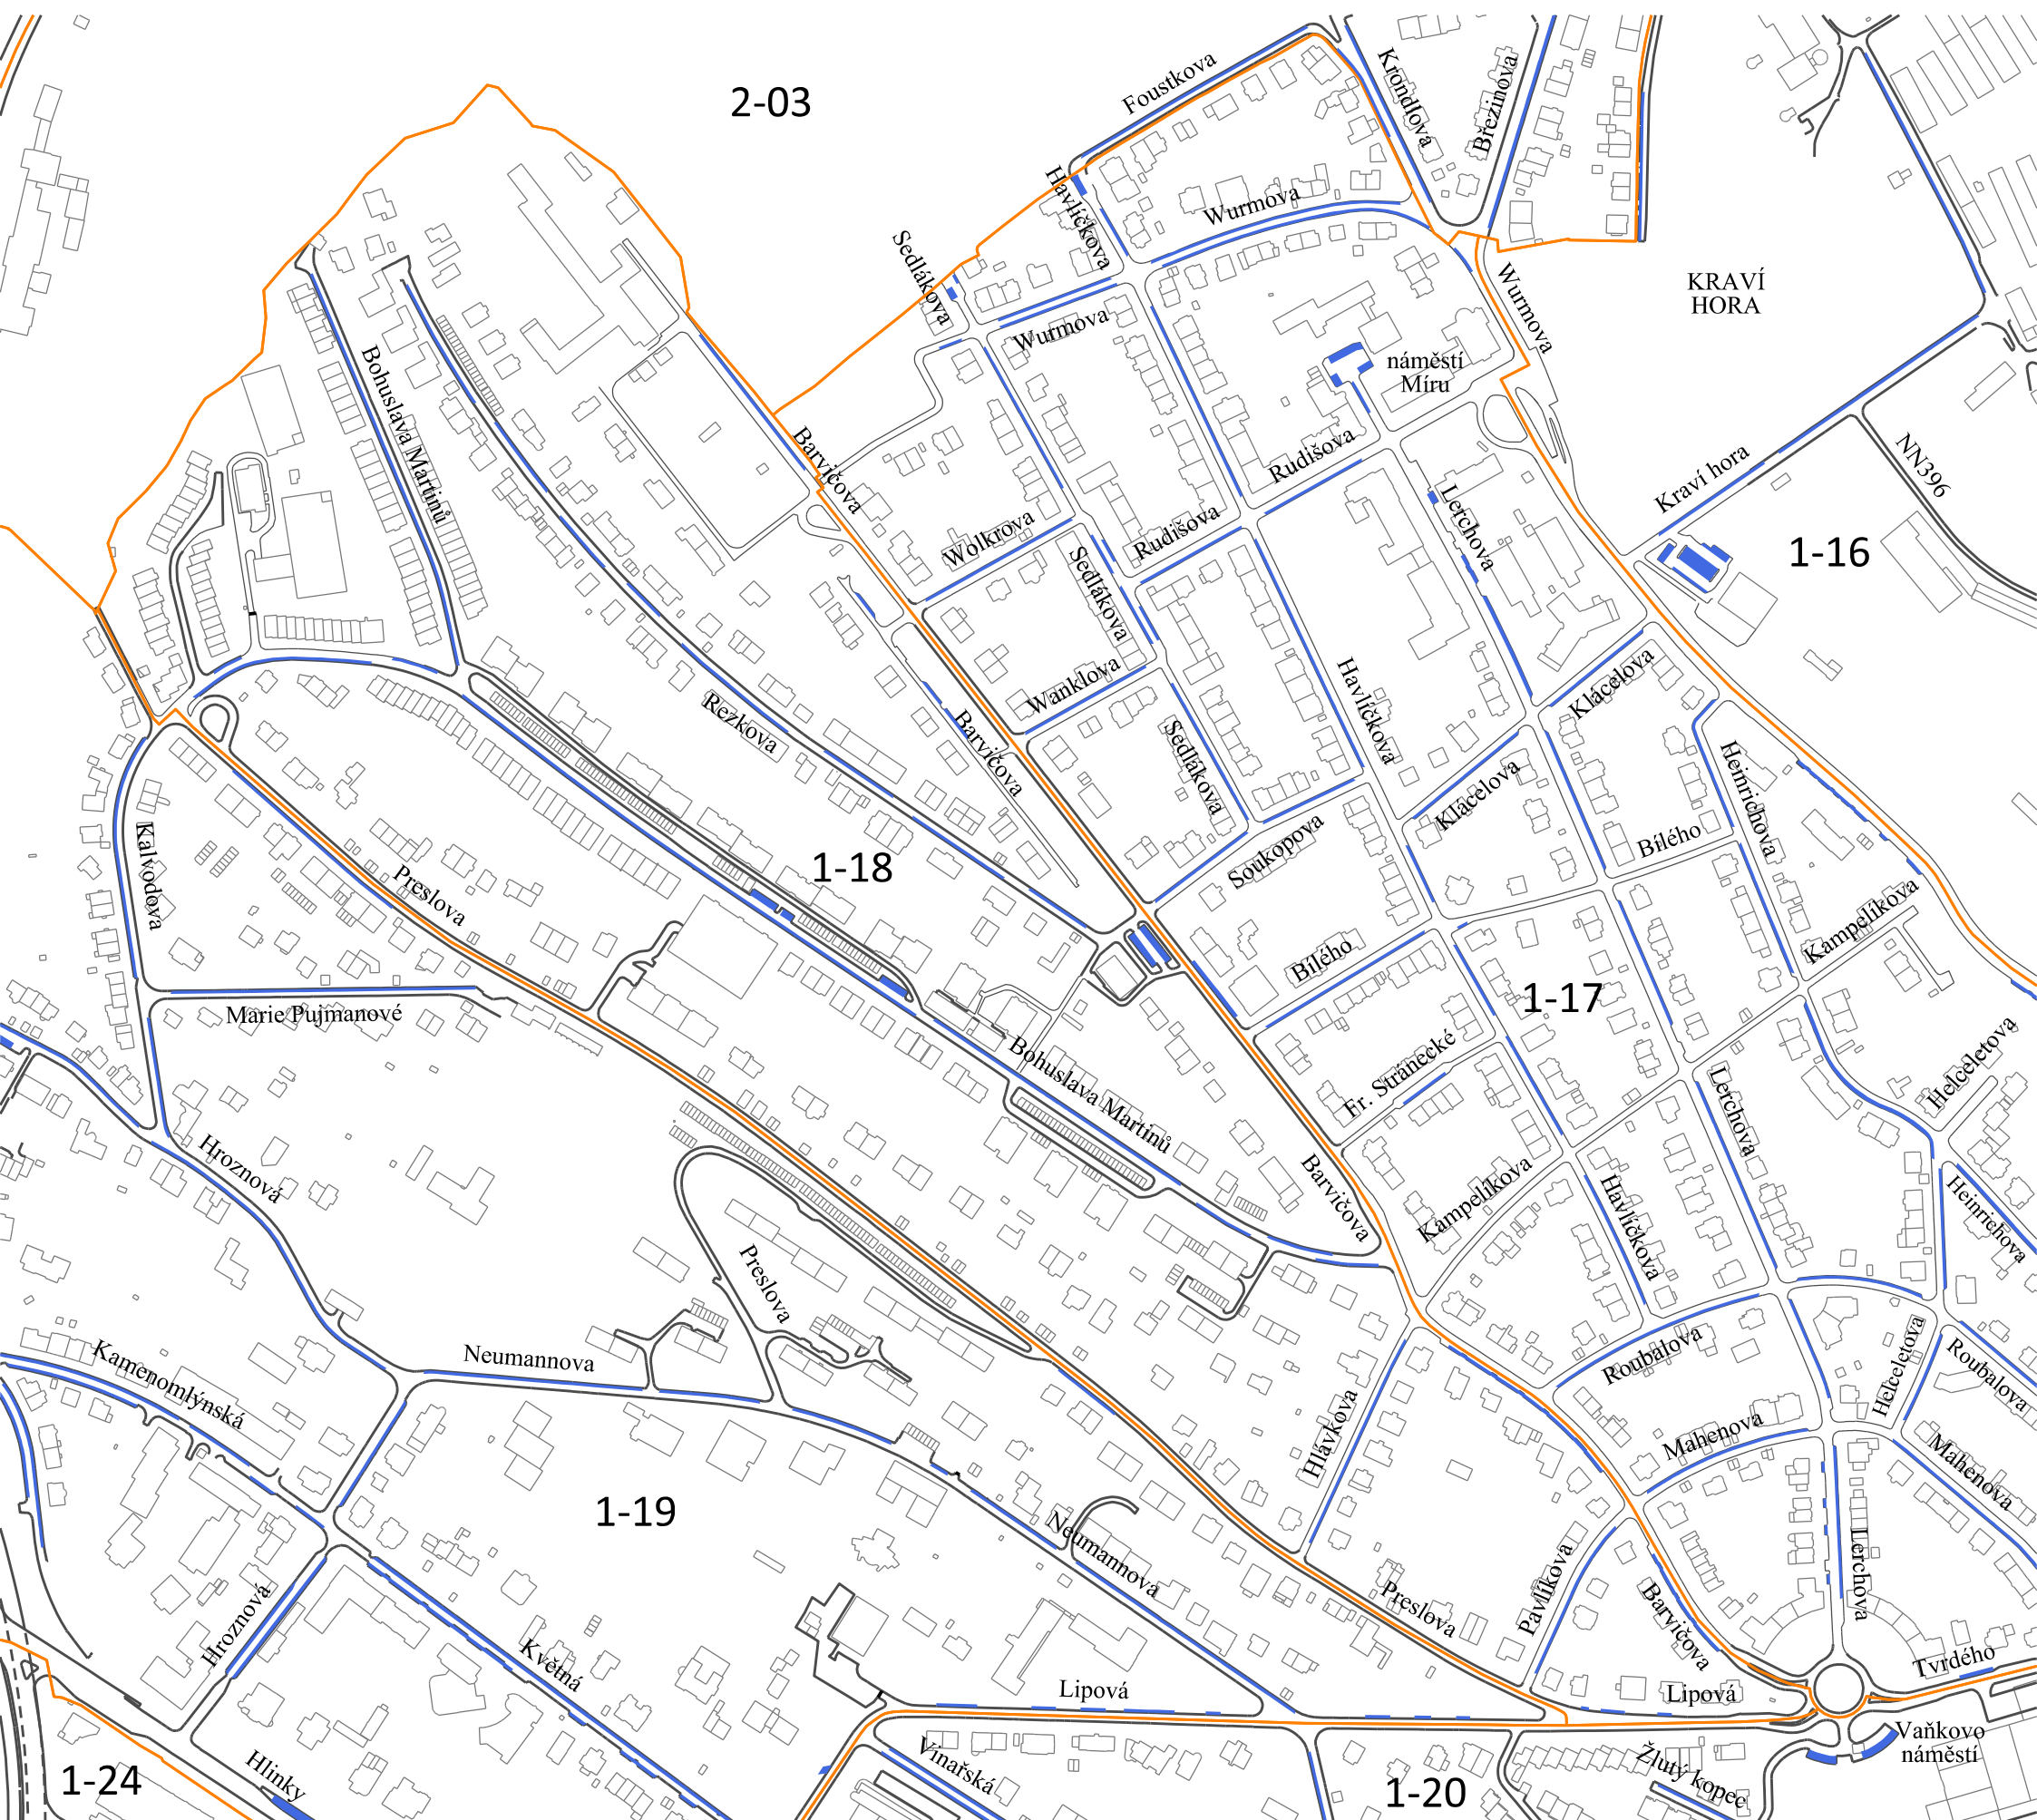 2-03
Foustkova
Krondlova
Březinova
Havlíčkova
Wurmova
Sedlákova
Wurmova
Wurmova
KRAVÍ
HORA
náměstí
Míru
Bohuslava Martinů
Barvičova
Rudišova
Kraví hora
NN396
Lerchova
Wolkrova
Rudišova
1-16
Sedlákova
Wanklova
Klácelova
Rezkova
Barvičova
Sedlákova
Havlíčkova
Heinrichova
Klácelova
Kalvodova
Preslova
1-18
Soukopova
Bílého
Kampelíkova
Bílého
1-17
Marie Pujmanové
Bohuslava Martinů
Fr. Stránecké
Helceletova
Lerchova
Hroznová
Barvičova
Kampelíkova
Havlíčkova
Heinrichova
Preslova
Neumannova
Kamenomlýnská
Roubalova
Helceletova
Roubalova
Hlávkova
Mahenova
Mahenova
1-19
Neumannova
Preslova
Pavlíkova
Barvičova
Lerchova
Hroznová
Květná
Lipová
Lipová
Tvrdého
Vaňkovo
náměstí
Hlinky
Vinařská
Žlutý kopec
1-24
1-20